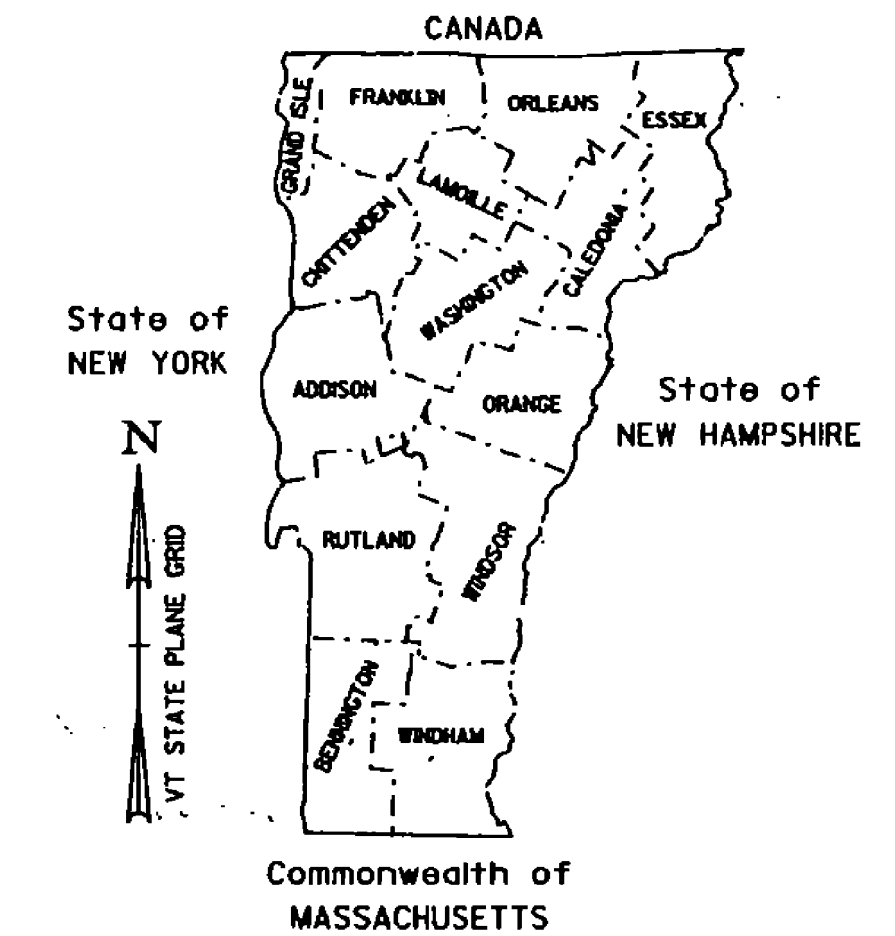 CANADA
GRAND ISLE
FRANKLIN
ORLEANS
ESSEX
LAMOILLE
CHITTENDEN
CALEDONIA
WASHINGTON
State of
NEW YORK
ADDISON
ORANGE
State of
NEW HAMPSHIRE
N
VT STATE PLANE GRID
RUTLAND
WINDSOR
BENNINGTON
WINDHAM
Commonwealth of
MASSACHUSETTS